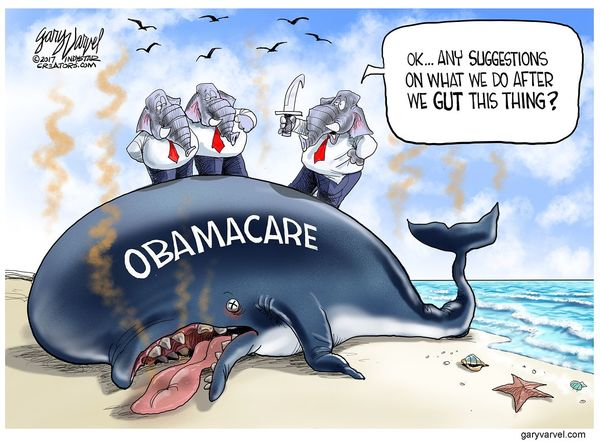 Gary Varvel
©2017 INDYSTAR
CREATORS.COM
OK... ANY SUGGESTIONS
ON WHAT WE DO AFTER
WE GUT THIS THING?
OBAMACARE
garyvarvel.com